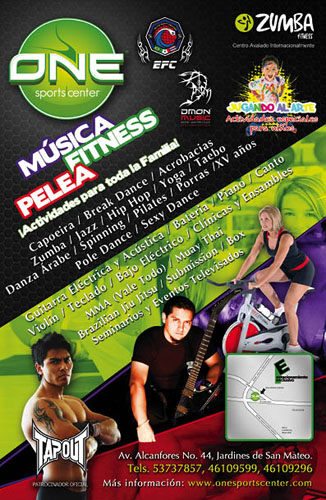 ONE
sports center
EFC
ZUMBA
FITNESS
Centro Avalado Internacionalmente
OMON
MUSIC
JUGANDO AL ARTE
Actividades especiales
para niños,
MÚSICA
FITNESS
PELEA
¡Actividades para toda la Familia!
Capoeira / Break Dance / Acrobacias
Zumba / Jazz / Hip Hop / Yoga / Taebo
Danza Árabe / Spinning / Pilates / Porras / XV años
Pole Dance / Sexy Dance
Guitarra Eléctrica y Acústica / Batería / Piano / Canto
Violín / Teclado / Bajo Eléctrico / Clínicas y Ensambles
MMA (Vale Todo) / Muay Thai
Brazilian Jiu Jitsu / Submission / Box
Seminarios y Eventos Televisados
TAPOUT
PATROCINADOR OFICIAL
Av. Alcanfores No. 44, Jardines de San Mateo.
Tels. 53737857, 46109599, 46109296
Más información: www.onesportscenter.com